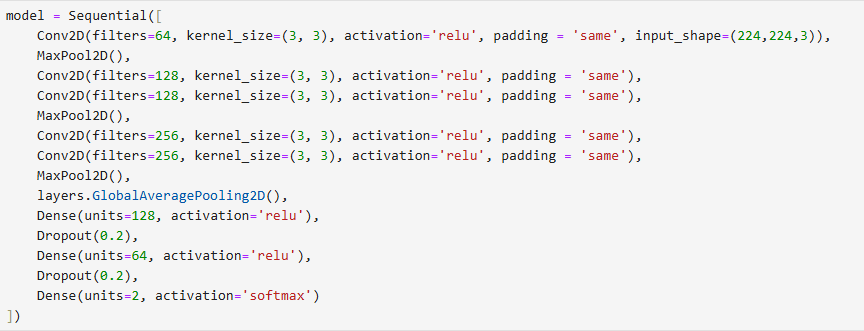 model = Sequential([
    Conv2D(filters=64, kernel_size=(3, 3), activation='relu', padding = 'same', input_shape=(224,224,3)),
    MaxPool2D(),
    Conv2D(filters=128, kernel_size=(3, 3), activation='relu', padding = 'same'),
    Conv2D(filters=128, kernel_size=(3, 3), activation='relu', padding = 'same'),
    MaxPool2D(),
    Conv2D(filters=256, kernel_size=(3, 3), activation='relu', padding = 'same'),
    Conv2D(filters=256, kernel_size=(3, 3), activation='relu', padding = 'same'),
    MaxPool2D(),
    layers.GlobalAveragePooling2D(),
    Dense(units=128, activation='relu'),
    Dropout(0.2),
    Dense(units=64, activation='relu'),
    Dropout(0.2),
    Dense(units=2, activation='softmax')
])